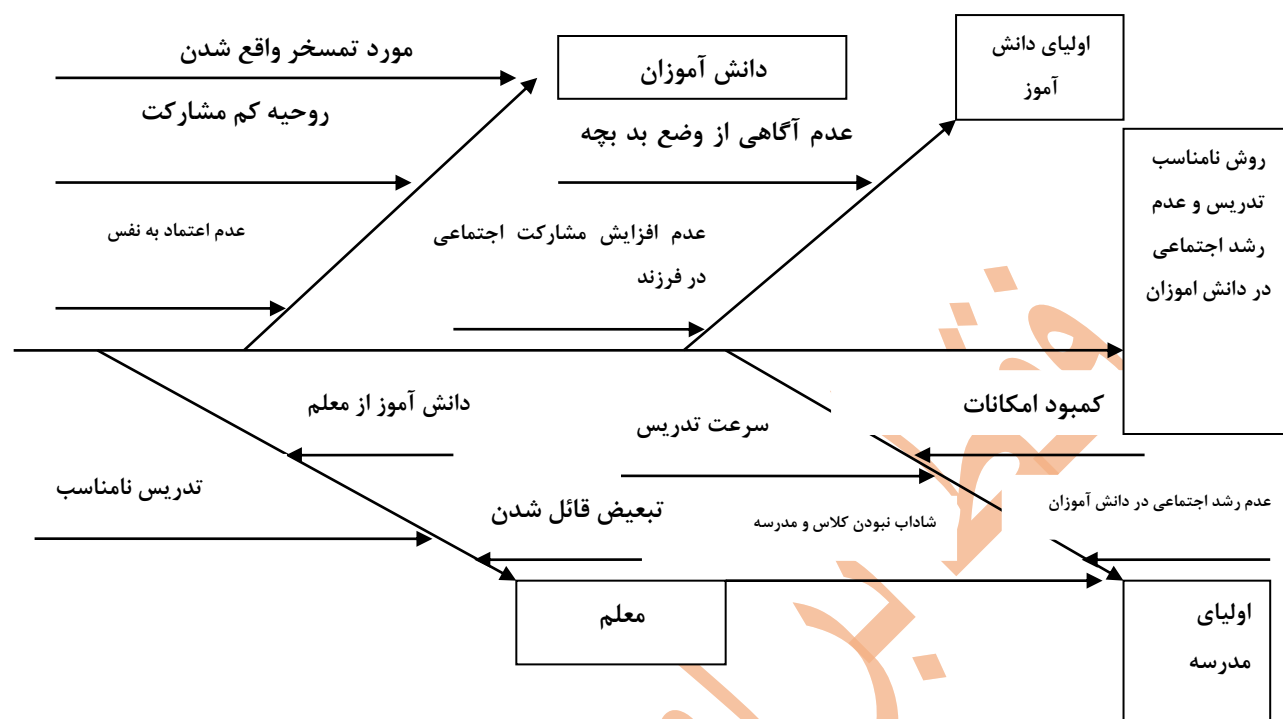 مورد تمسخر واقع شدن
دانش آموزان
اولیای دانش
آموز
روحیه کم مشارکت
عدم آگاهی از وضع بد بچه
روش نامناسب
تدریس و عدم
رشد اجتماعی
در دانش اموزان
عدم اعتماد به نفس
عدم افزایش مشارکت اجتماعی
در فرزند
دانش آموز از معلم
سرعت تدریس
کمبود امکانات
تدریس نامناسب
تبعیض قائل شدن
شاداب نبودن کلاس و مدرسه
عدم رشد اجتماعی در دانش آموزان
معلم
اولیای
مدرسه